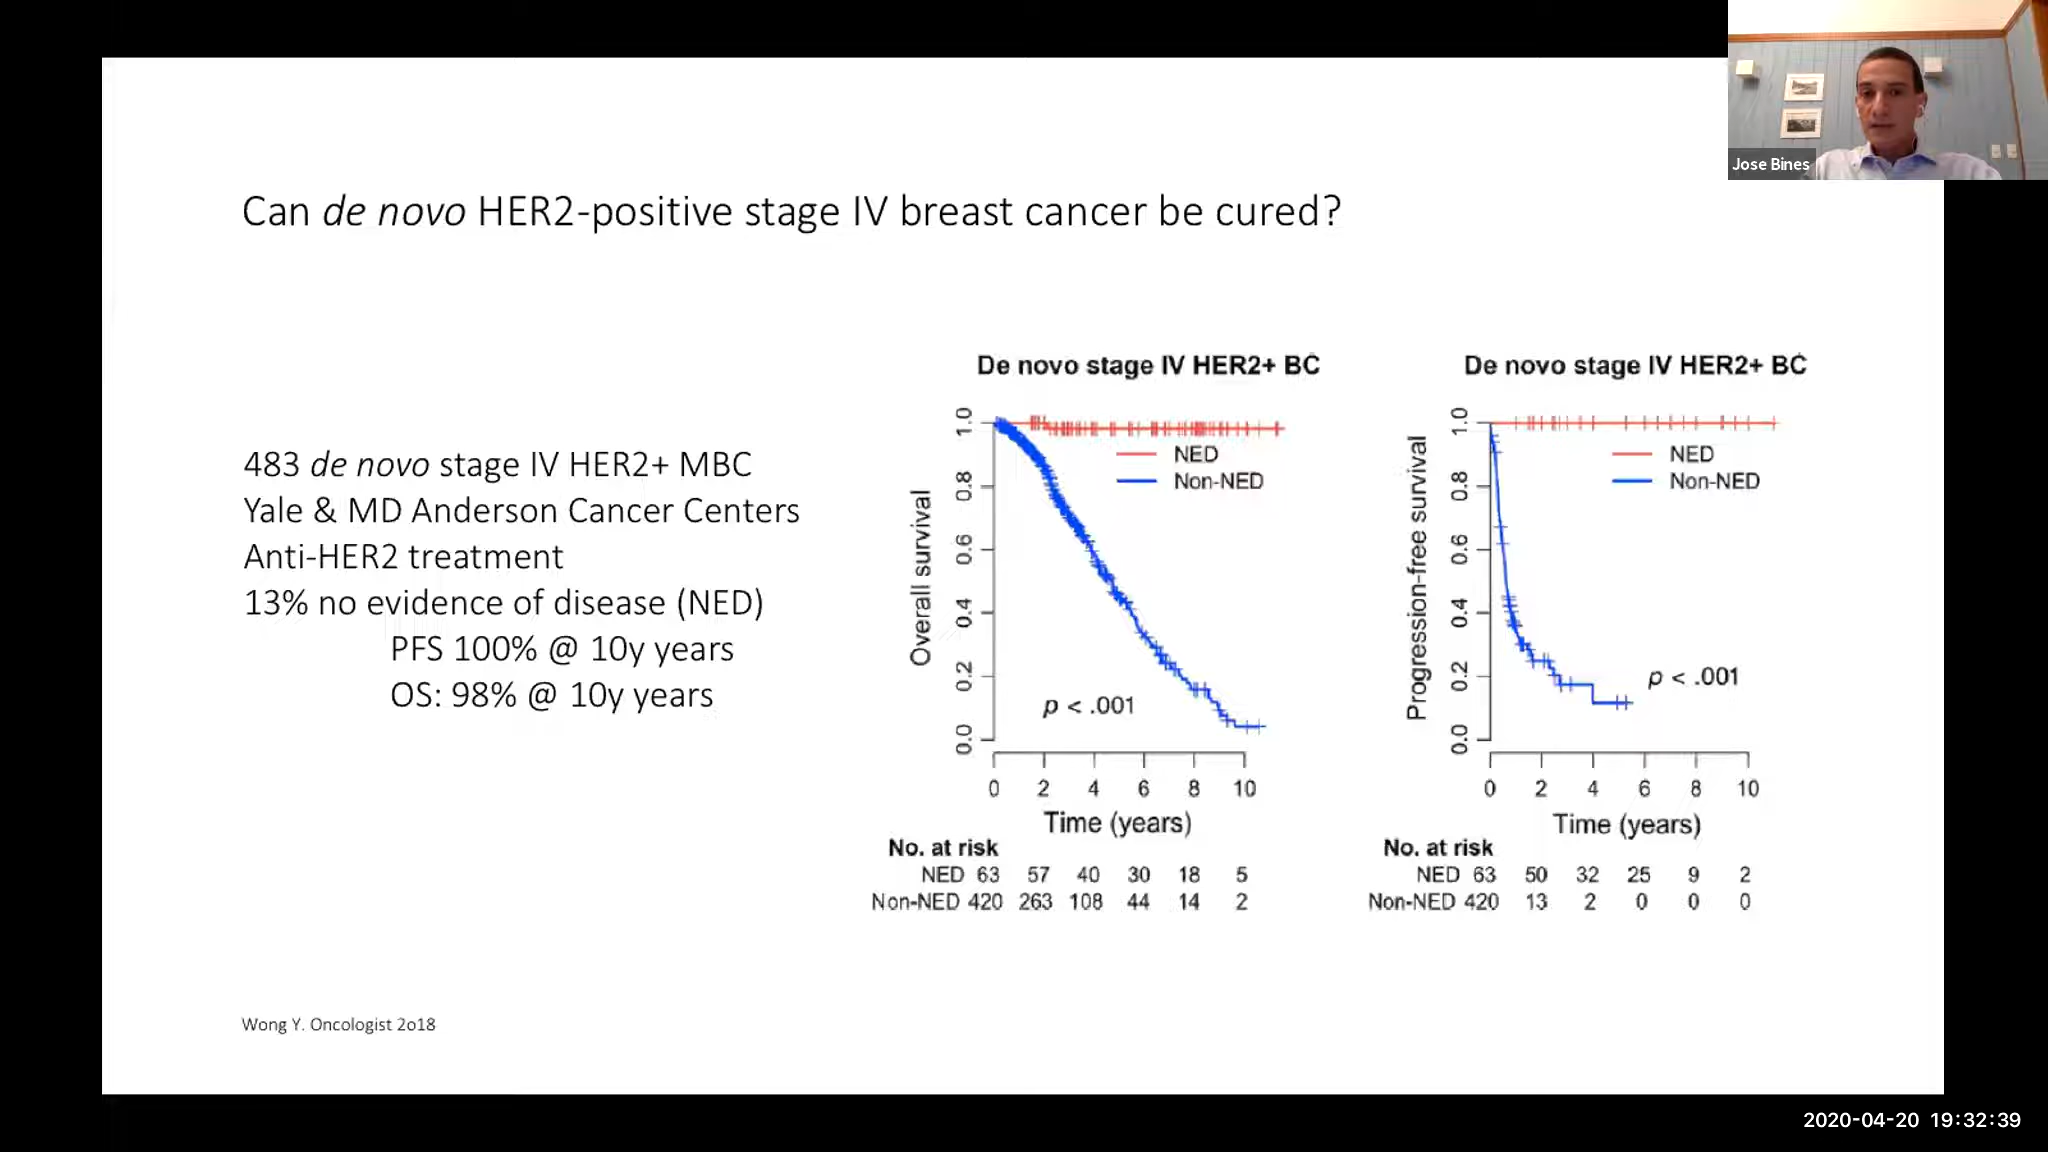 Jose Bines
Can de novo HER2-positive stage IV breast cancer be cured?
483 de novo stage IV HER2+ MBC
Yale & MD Anderson Cancer Centers
Anti-HER2 treatment
13% no evidence of disease (NED)
PFS 100% @ 10y years
OS: 98% @ 10y years
De novo stage IV HER2+ BC
Overall survival
1.0
0.8
0.6
0.4
0.2
0.0
NED
Non-NED
p < .001
0 2 4 6 8 10
Time (years)
No. at risk
NED 63 57 40 30 18 5
Non-NED 420 263 108 44 14 2
De novo stage IV HER2+ BC
Progression-free survival
1.0
0.8
0.6
0.4
0.2
0.0
NED
Non-NED
p < .001
0 2 4 6 8 10
Time (years)
No. at risk
NED 63 50 32 25 9 2
Non-NED 420 13 2 0 0 0
Wong Y. Oncologist 2o18
2020-04-20 19:32:39